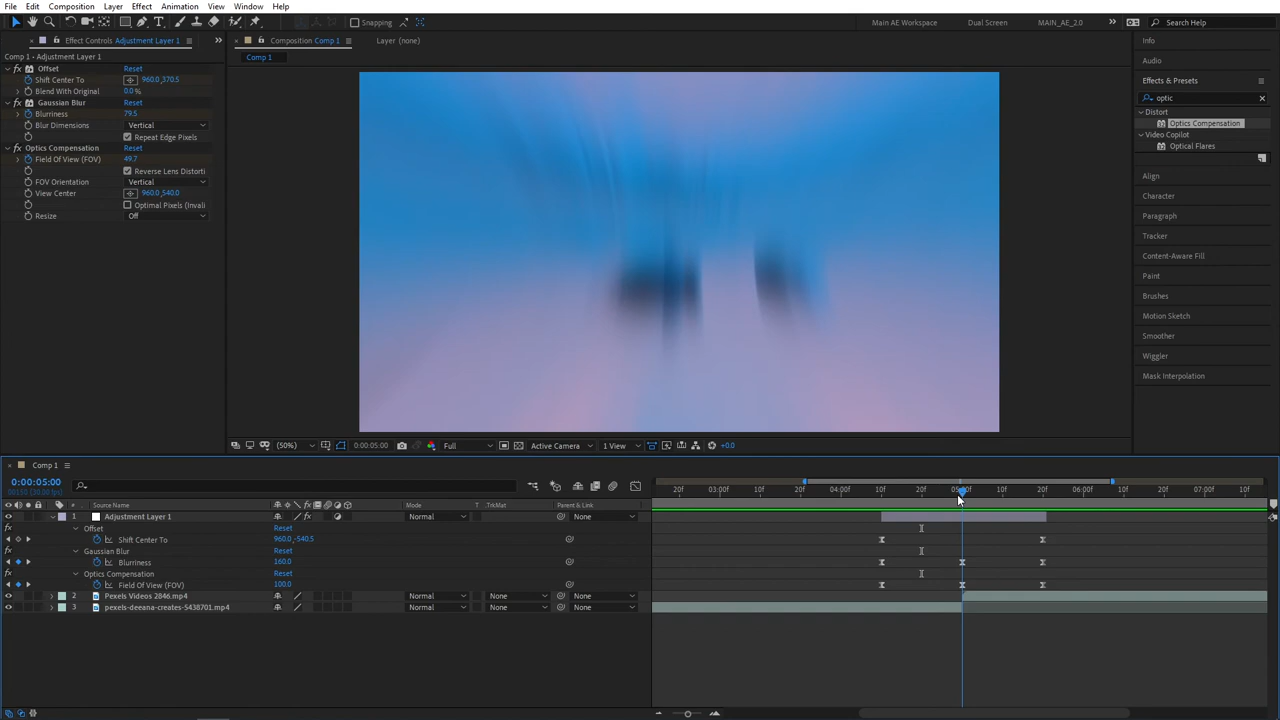 File Edit Composition Layer Effect Animation View Window Help
Snapping Main AE Workspace Dual Screen MAIN_AE_2.0 Search Help
Effect Controls Adjustment Layer 1 Composition Comp 1 Layer (none) Info
Comp 1 • Adjustment Layer 1 Comp 1
Offset Reset
Shift Center To 960.0,370.5
Blend With Original 0.0 %
Gaussian Blur Reset
Blurriness 79.5
Blur Dimensions Vertical
Repeat Edge Pixels
Optics Compensation Reset
Field Of View (FOV) 49.7
Reverse Lens Distorti
FOV Orientation Vertical
View Center 960.0,540.0
Optimal Pixels (Invali
Resize Off
Audio
Effects & Presets
optic
Distort
Optics Compensation
Video Copilot
Optical Flares
Align
Character
Paragraph
Tracker
Content-Aware Fill
Paint
Brushes
Motion Sketch
Smoother
Wiggler
Mask Interpolation
(50%) 0:00:05:00 Full Active Camera 1 View +0.0
Comp 1
0:00:05:00
00150 (30.00 fps)
20f 03:00f 10f 20f 04:00f 10f 20f 05:00f 10f 20f 06:00f 10f 20f 07:00f 10f
# Source Name Mode T .TrkMat Parent & Link
1 Adjustment Layer 1 Normal None
Offset Reset
Shift Center To 960.0,-540.5
Gaussian Blur Reset
Blurriness 160.0
Optics Compensation Reset
Field Of View (FOV) 100.0
2 Pexels Videos 2846.mp4 Normal None None
3 pexels-deeana-creates-5438701.mp4 Normal None None